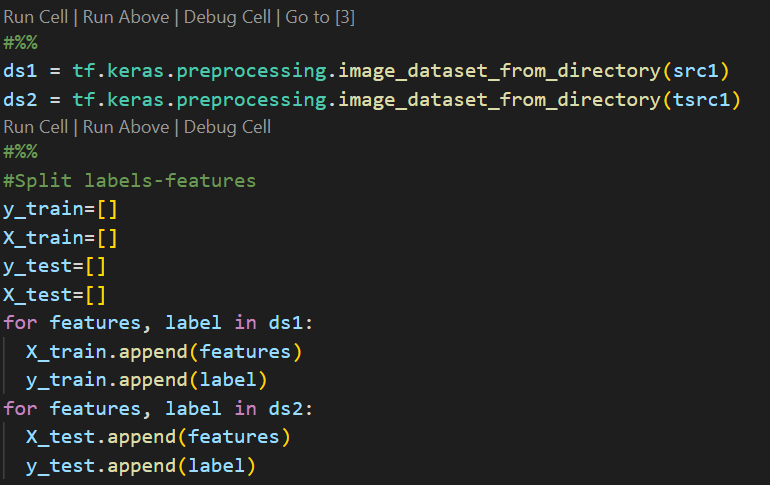 Run Cell | Run Above | Debug Cell | Go to [3]
#%%
ds1 = tf.keras.preprocessing.image_dataset_from_directory(src1)
ds2 = tf.keras.preprocessing.image_dataset_from_directory(tsrc1)
Run Cell | Run Above | Debug Cell
#%%
#Split labels-features
y_train=[]
X_train=[]
y_test=[]
X_test=[]
for features, label in ds1:
  X_train.append(features)
  y_train.append(label)
for features, label in ds2:
  X_test.append(features)
  y_test.append(label)